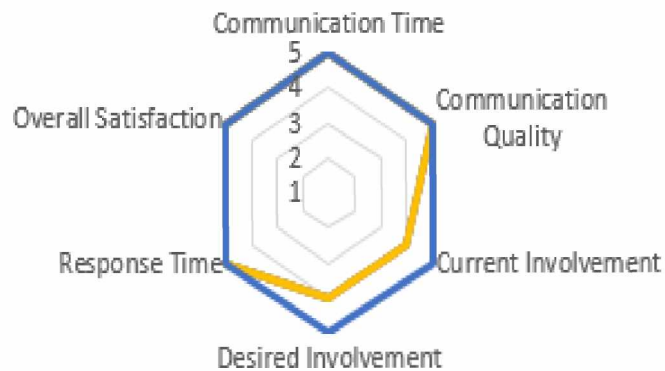 Communication Time
5
4
3
2
1
Communication
Quality
Overall Satisfaction
Response Time
Current Involvement
Desired Involvement